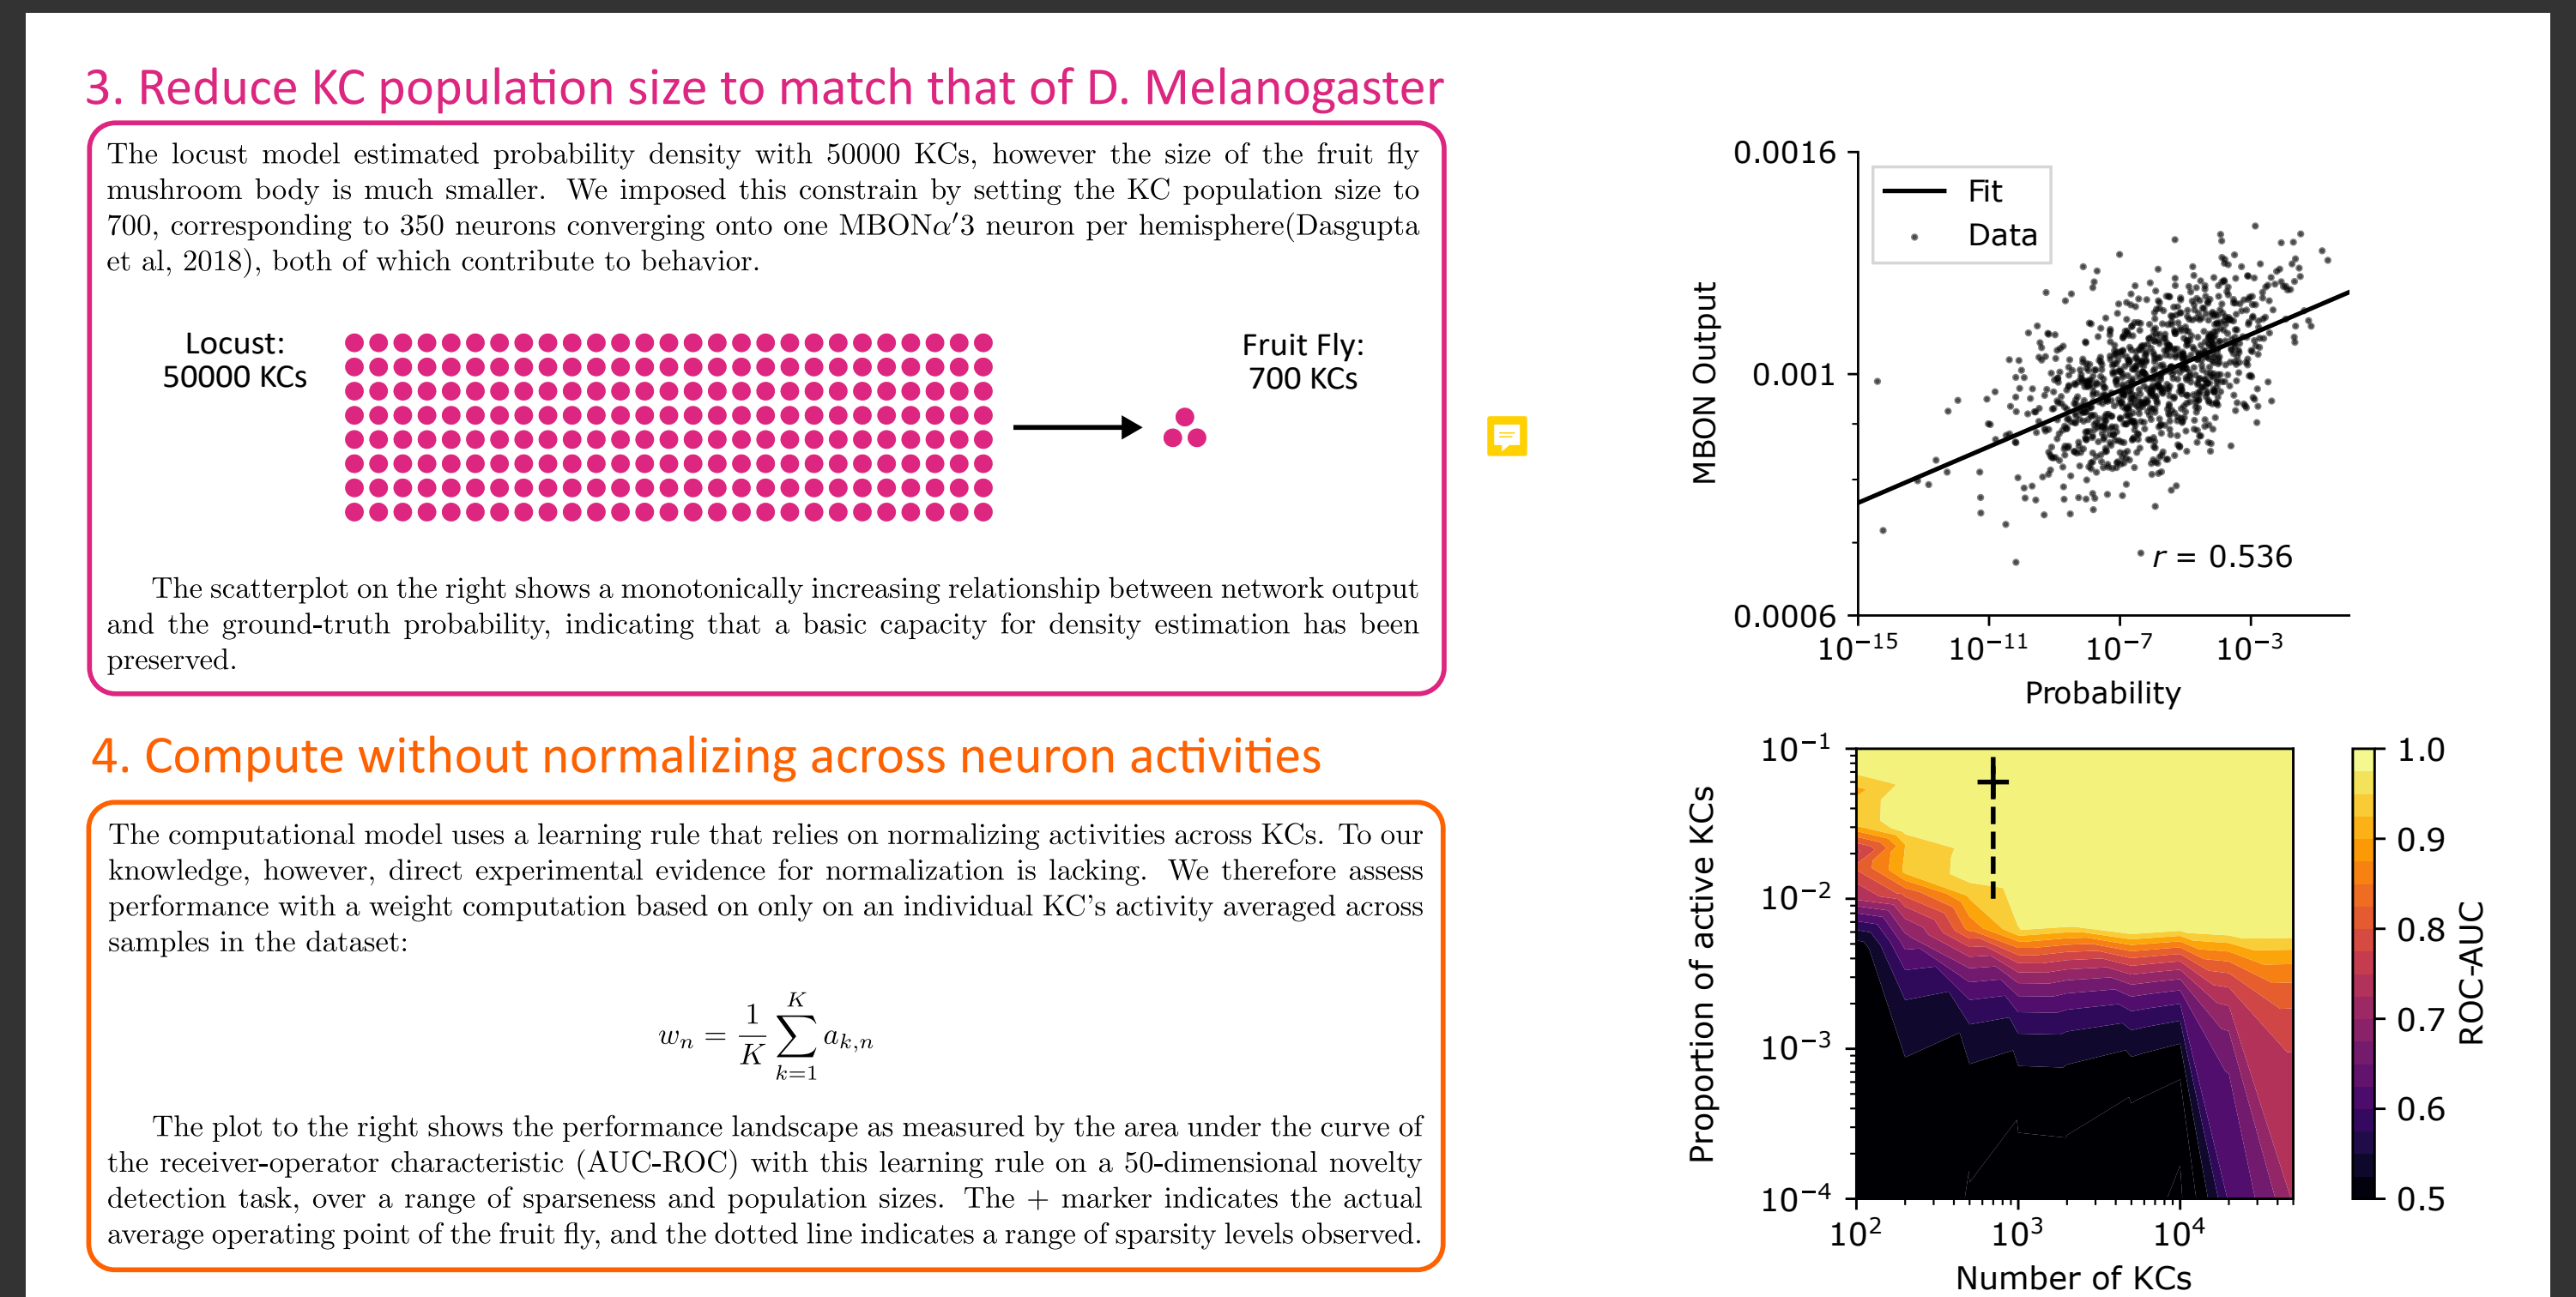 3. Reduce KC population size to match that of D. Melanogaster
The locust model estimated probability density with 50000 KCs, however the size of the fruit fly
mushroom body is much smaller. We imposed this constrain by setting the KC population size to
700, corresponding to 350 neurons converging onto one MBONα′3 neuron per hemisphere(Dasgupta
et al, 2018), both of which contribute to behavior.
Locust:
50000 KCs
Fruit Fly:
700 KCs
The scatterplot on the right shows a monotonically increasing relationship between network output
and the ground-truth probability, indicating that a basic capacity for density estimation has been
preserved.
0.0016
0.001
0.0006
MBON Output
Fit
Data
r = 0.536
10⁻¹⁵ 10⁻¹¹ 10⁻⁷ 10⁻³
Probability
4. Compute without normalizing across neuron activities
The computational model uses a learning rule that relies on normalizing activities across KCs. To our
knowledge, however, direct experimental evidence for normalization is lacking. We therefore assess
performance with a weight computation based on only on an individual KC's activity averaged across
samples in the dataset:
wₙ = 1/K ∑_{k=1}^{K} a_{k,n}
The plot to the right shows the performance landscape as measured by the area under the curve of
the receiver-operator characteristic (AUC-ROC) with this learning rule on a 50-dimensional novelty
detection task, over a range of sparseness and population sizes. The + marker indicates the actual
average operating point of the fruit fly, and the dotted line indicates a range of sparsity levels observed.
10⁻¹
10⁻²
10⁻³
10⁻⁴
Proportion of active KCs
10² 10³ 10⁴
Number of KCs
1.0
0.9
0.8
0.7
0.6
0.5
ROC-AUC